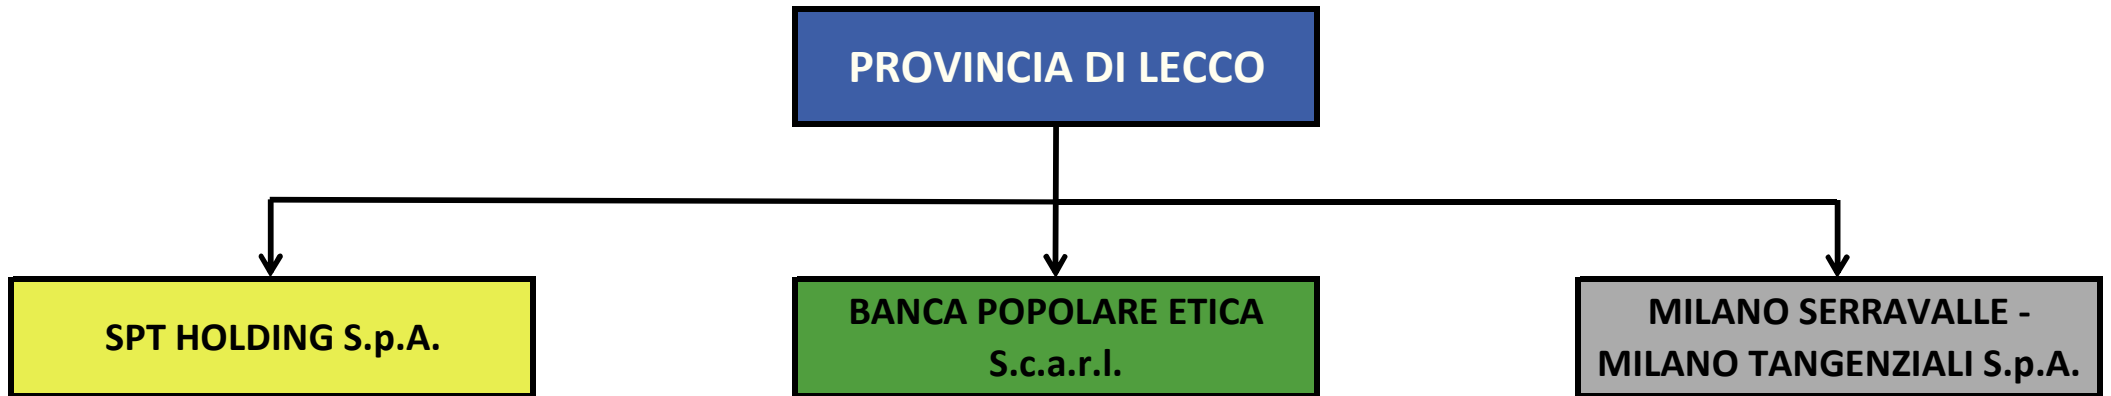 PROVINCIA DI LECCO
SPT HOLDING S.p.A.
BANCA POPOLARE ETICA
S.c.a.r.l.
MILANO SERRAVALLE -
MILANO TANGENZIALI S.p.A.